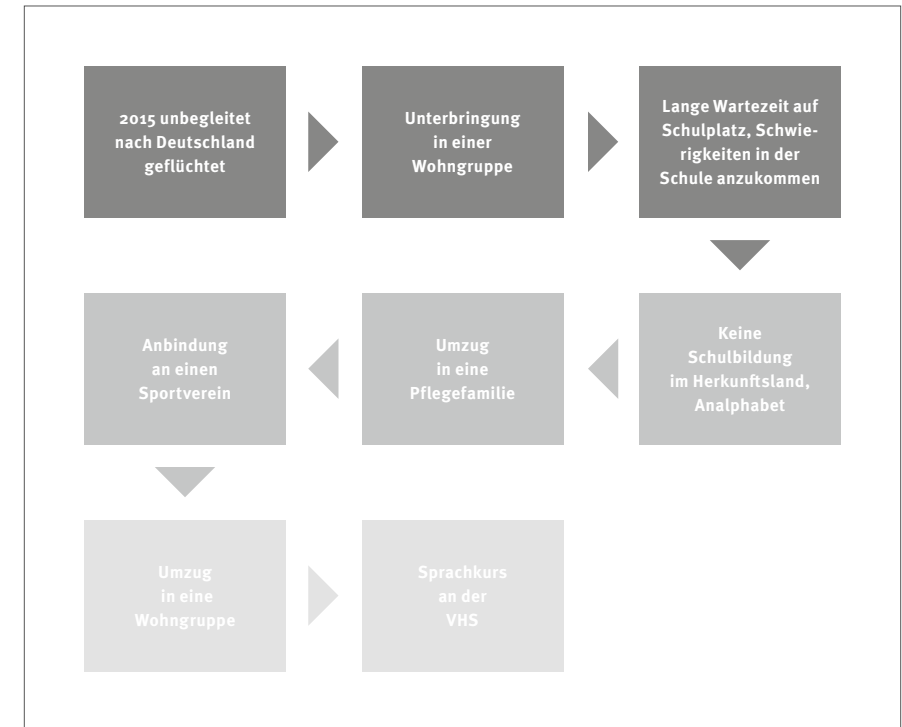 2015 unbegleitet
nach Deutschland
geflüchtet
Unterbringung
in einer
Wohngruppe
Lange Wartezeit auf
Schulplatz, Schwie-
rigkeiten in der
Schule anzukommen
Keine
Schulbildung
im Herkunftsland,
Analphabet
Umzug
in eine
Pflegefamilie
Anbindung
an einen
Sportverein
Umzug
in eine
Wohngruppe
Sprachkurs
an der
VHS